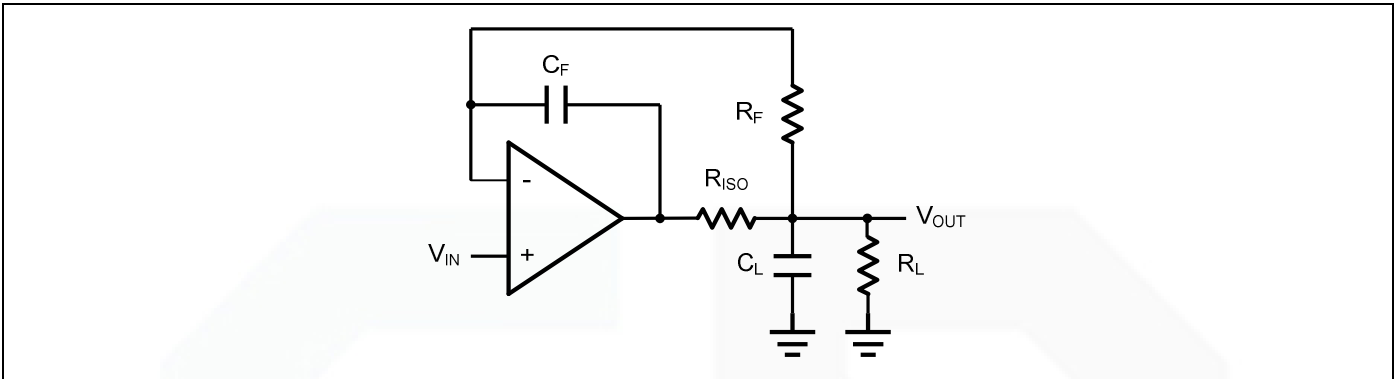 C_F
R_F
-
R_ISO
V_OUT
V_IN
+
C_L
R_L